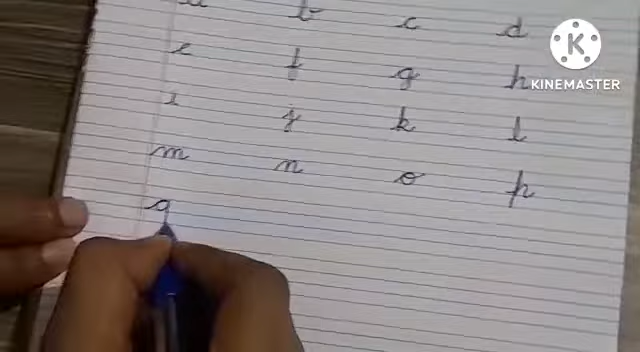 a b c d
e f g h
KINEMASTER
i j k l
m n o p
q